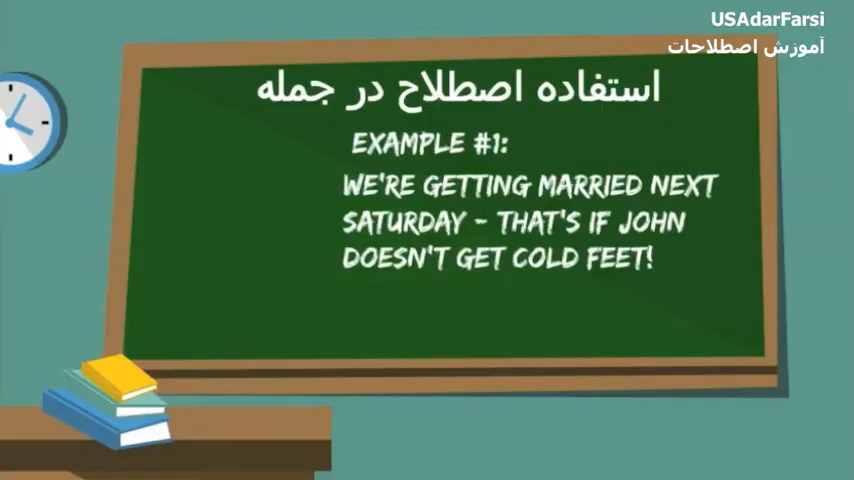 USAdarFarsi
آموزش اصطلاحات
استفاده اصطلاح در جمله
EXAMPLE #1:
WE'RE GETTING MARRIED NEXT
SATURDAY - THAT'S IF JOHN
DOESN'T GET COLD FEET!